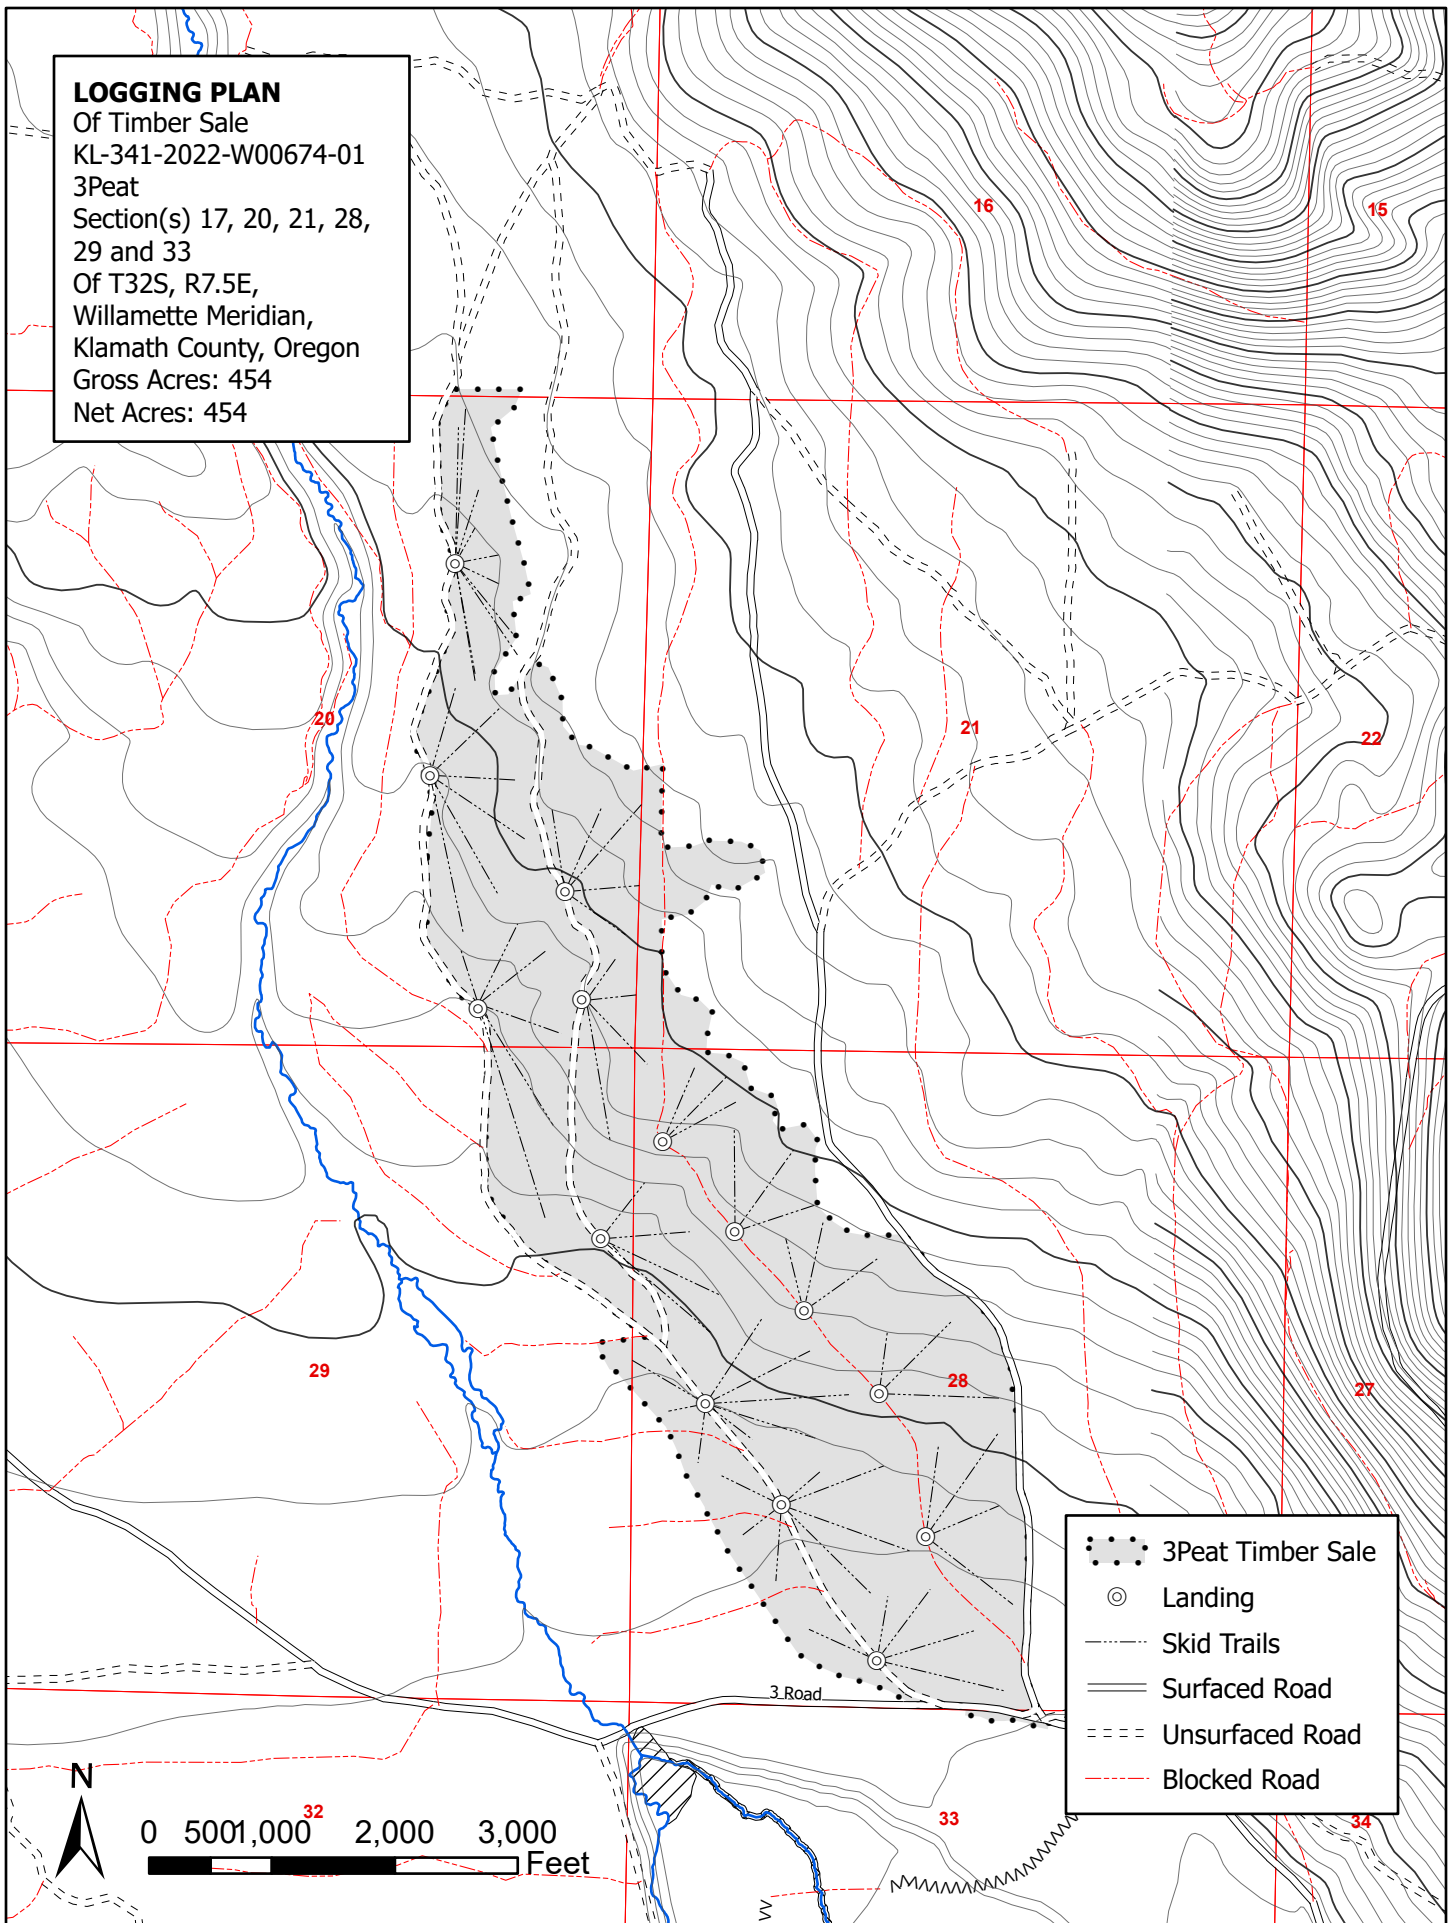 LOGGING PLAN
Of Timber Sale
KL-341-2022-W00674-01
3Peat
Section(s) 17, 20, 21, 28,
29 and 33
Of T32S, R7.5E,
Willamette Meridian,
Klamath County, Oregon
Gross Acres: 454
Net Acres: 454
16
15
20
21
22
29
28
27
3 Road
3Peat Timber Sale
Landing
Skid Trails
Surfaced Road
Unsurfaced Road
Blocked Road
32
33
34
N
0 500 1,000 2,000 3,000
Feet